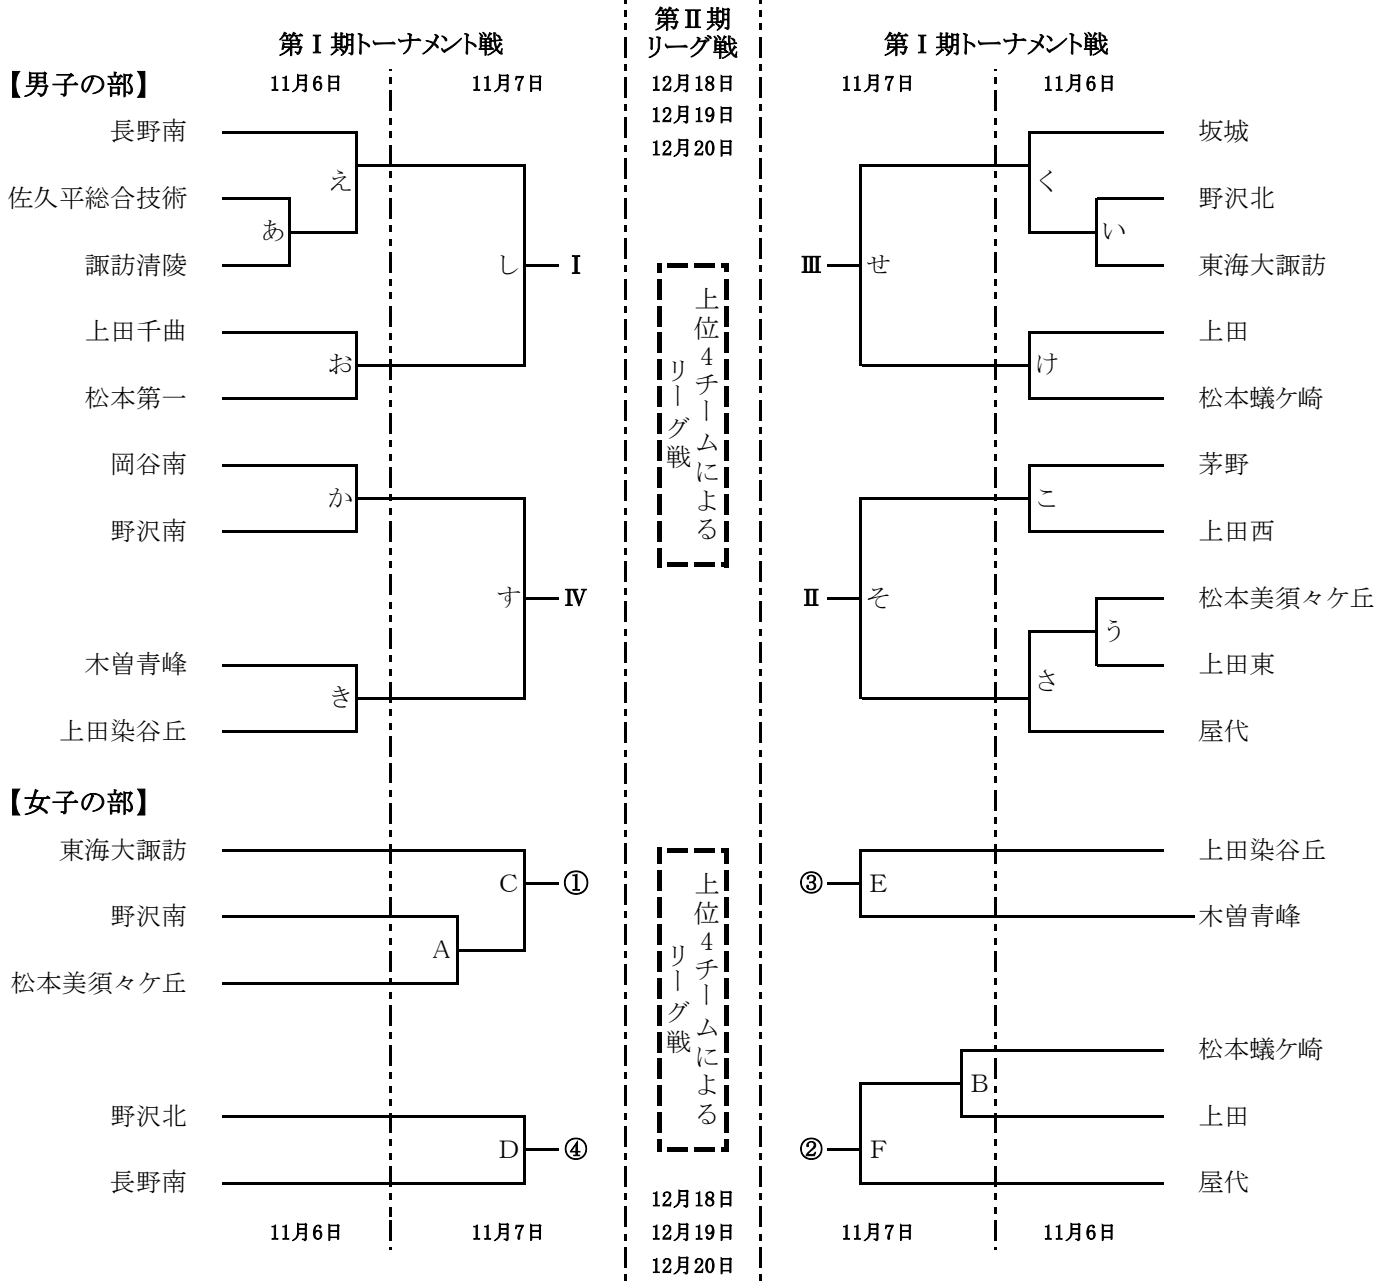 第Ⅰ期トーナメント戦
第Ⅱ期
リーグ戦
第Ⅰ期トーナメント戦
【男子の部】
11月6日
11月7日
12月18日
12月19日
12月20日
11月7日
11月6日
長野南
佐久平総合技術
諏訪清陵
上田千曲
松本第一
岡谷南
野沢南
木曽青峰
上田染谷丘
え
あ
お
か
き
し
す
Ⅰ
Ⅳ
上位4チームによる
リーグ戦
Ⅲ
Ⅱ
せ
そ
く
い
け
こ
う
さ
坂城
野沢北
東海大諏訪
上田
松本蟻ケ崎
茅野
上田西
松本美須々ケ丘
上田東
屋代
【女子の部】
東海大諏訪
野沢南
松本美須々ケ丘
野沢北
長野南
C
A
D
①
④
上位4チームによる
リーグ戦
③
②
E
B
F
上田染谷丘
木曽青峰
松本蟻ケ崎
上田
屋代
11月6日
11月7日
12月18日
12月19日
12月20日
11月7日
11月6日